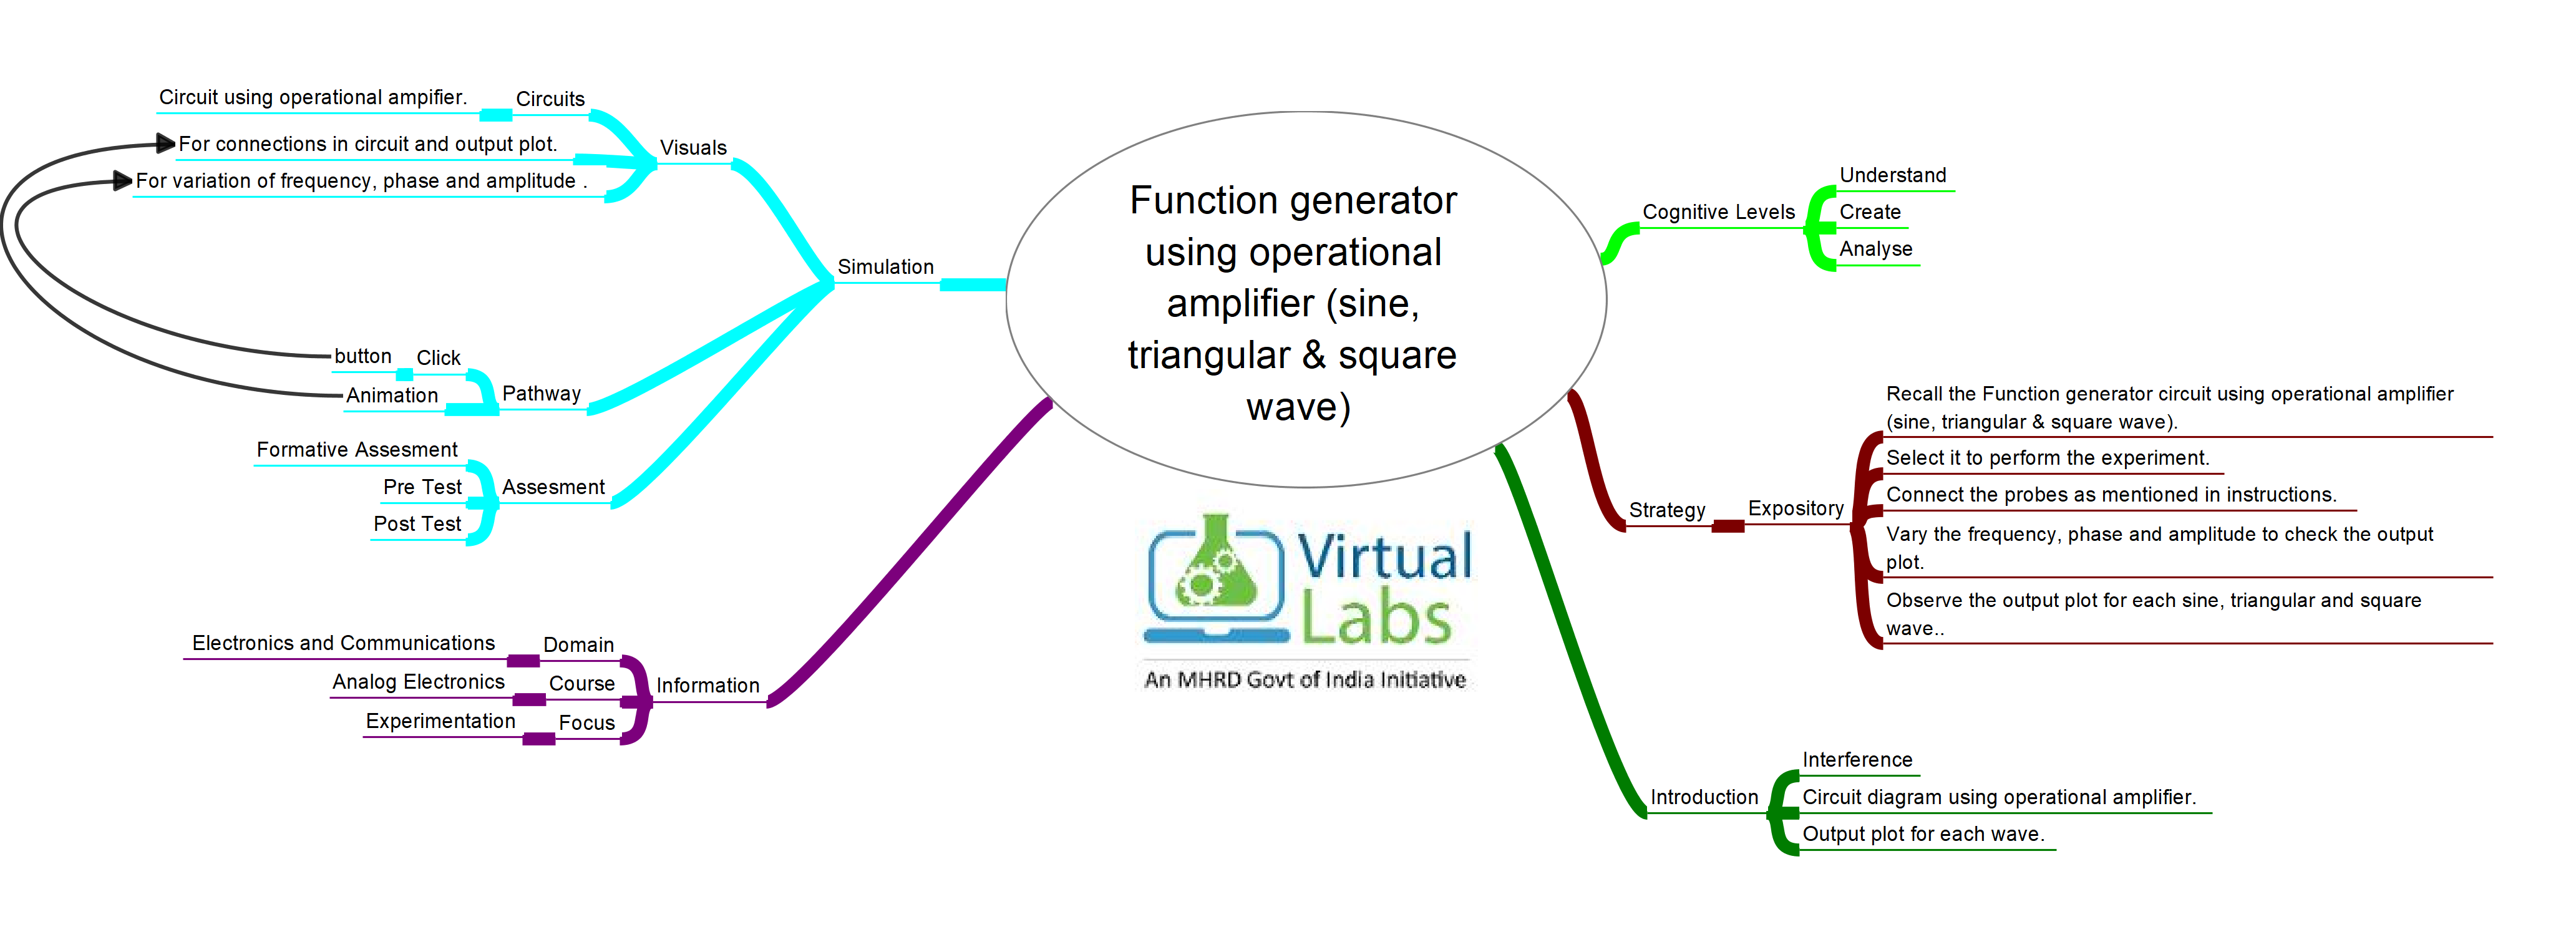 Function generator
using operational
amplifier (sine,
triangular & square
wave)
Virtual
Labs
An MHRD Govt of India Initiative
Cognitive Levels
Understand
Create
Analyse
Strategy
Expository
Recall the Function generator circuit using operational amplifier
(sine, triangular & square wave).
Select it to perform the experiment.
Connect the probes as mentioned in instructions.
Vary the frequency, phase and amplitude to check the output
plot.
Observe the output plot for each sine, triangular and square
wave..
Introduction
Interference
Circuit diagram using operational amplifier.
Output plot for each wave.
Simulation
Visuals
Circuits
Circuit using operational ampifier.
For connections in circuit and output plot.
For variation of frequency, phase and amplitude .
Pathway
Click
button
Animation
Assesment
Formative Assesment
Pre Test
Post Test
Information
Domain
Electronics and Communications
Course
Analog Electronics
Focus
Experimentation